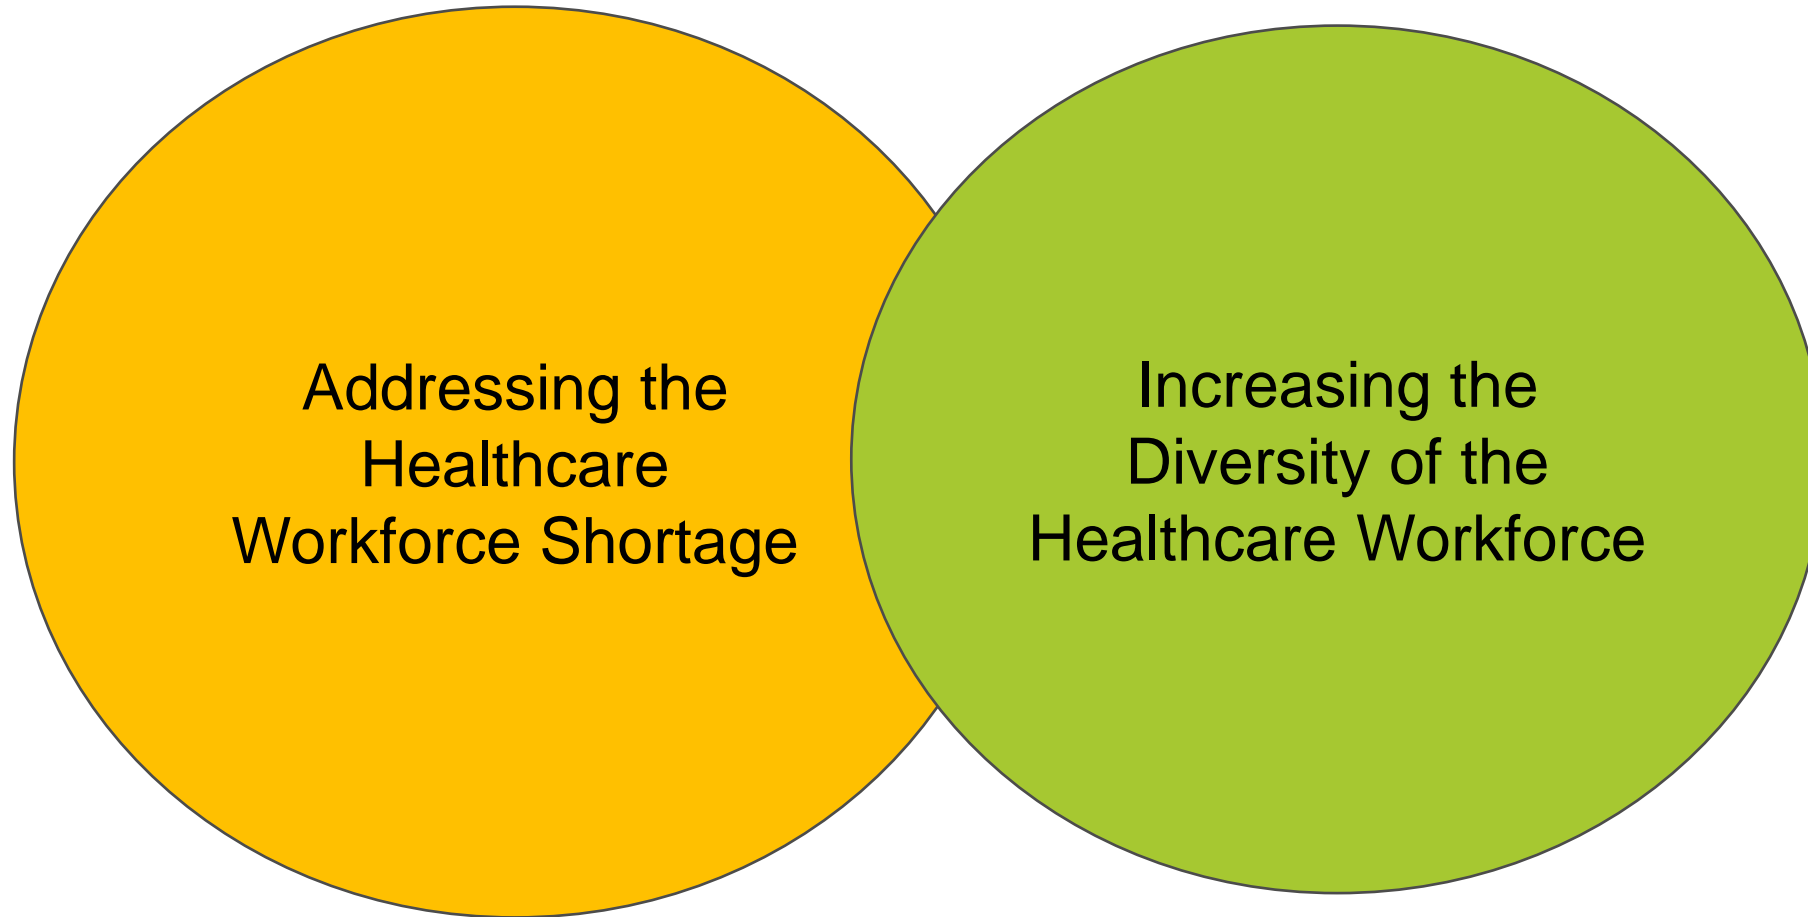 Addressing the
Healthcare
Workforce Shortage
Increasing the
Diversity of the
Healthcare Workforce